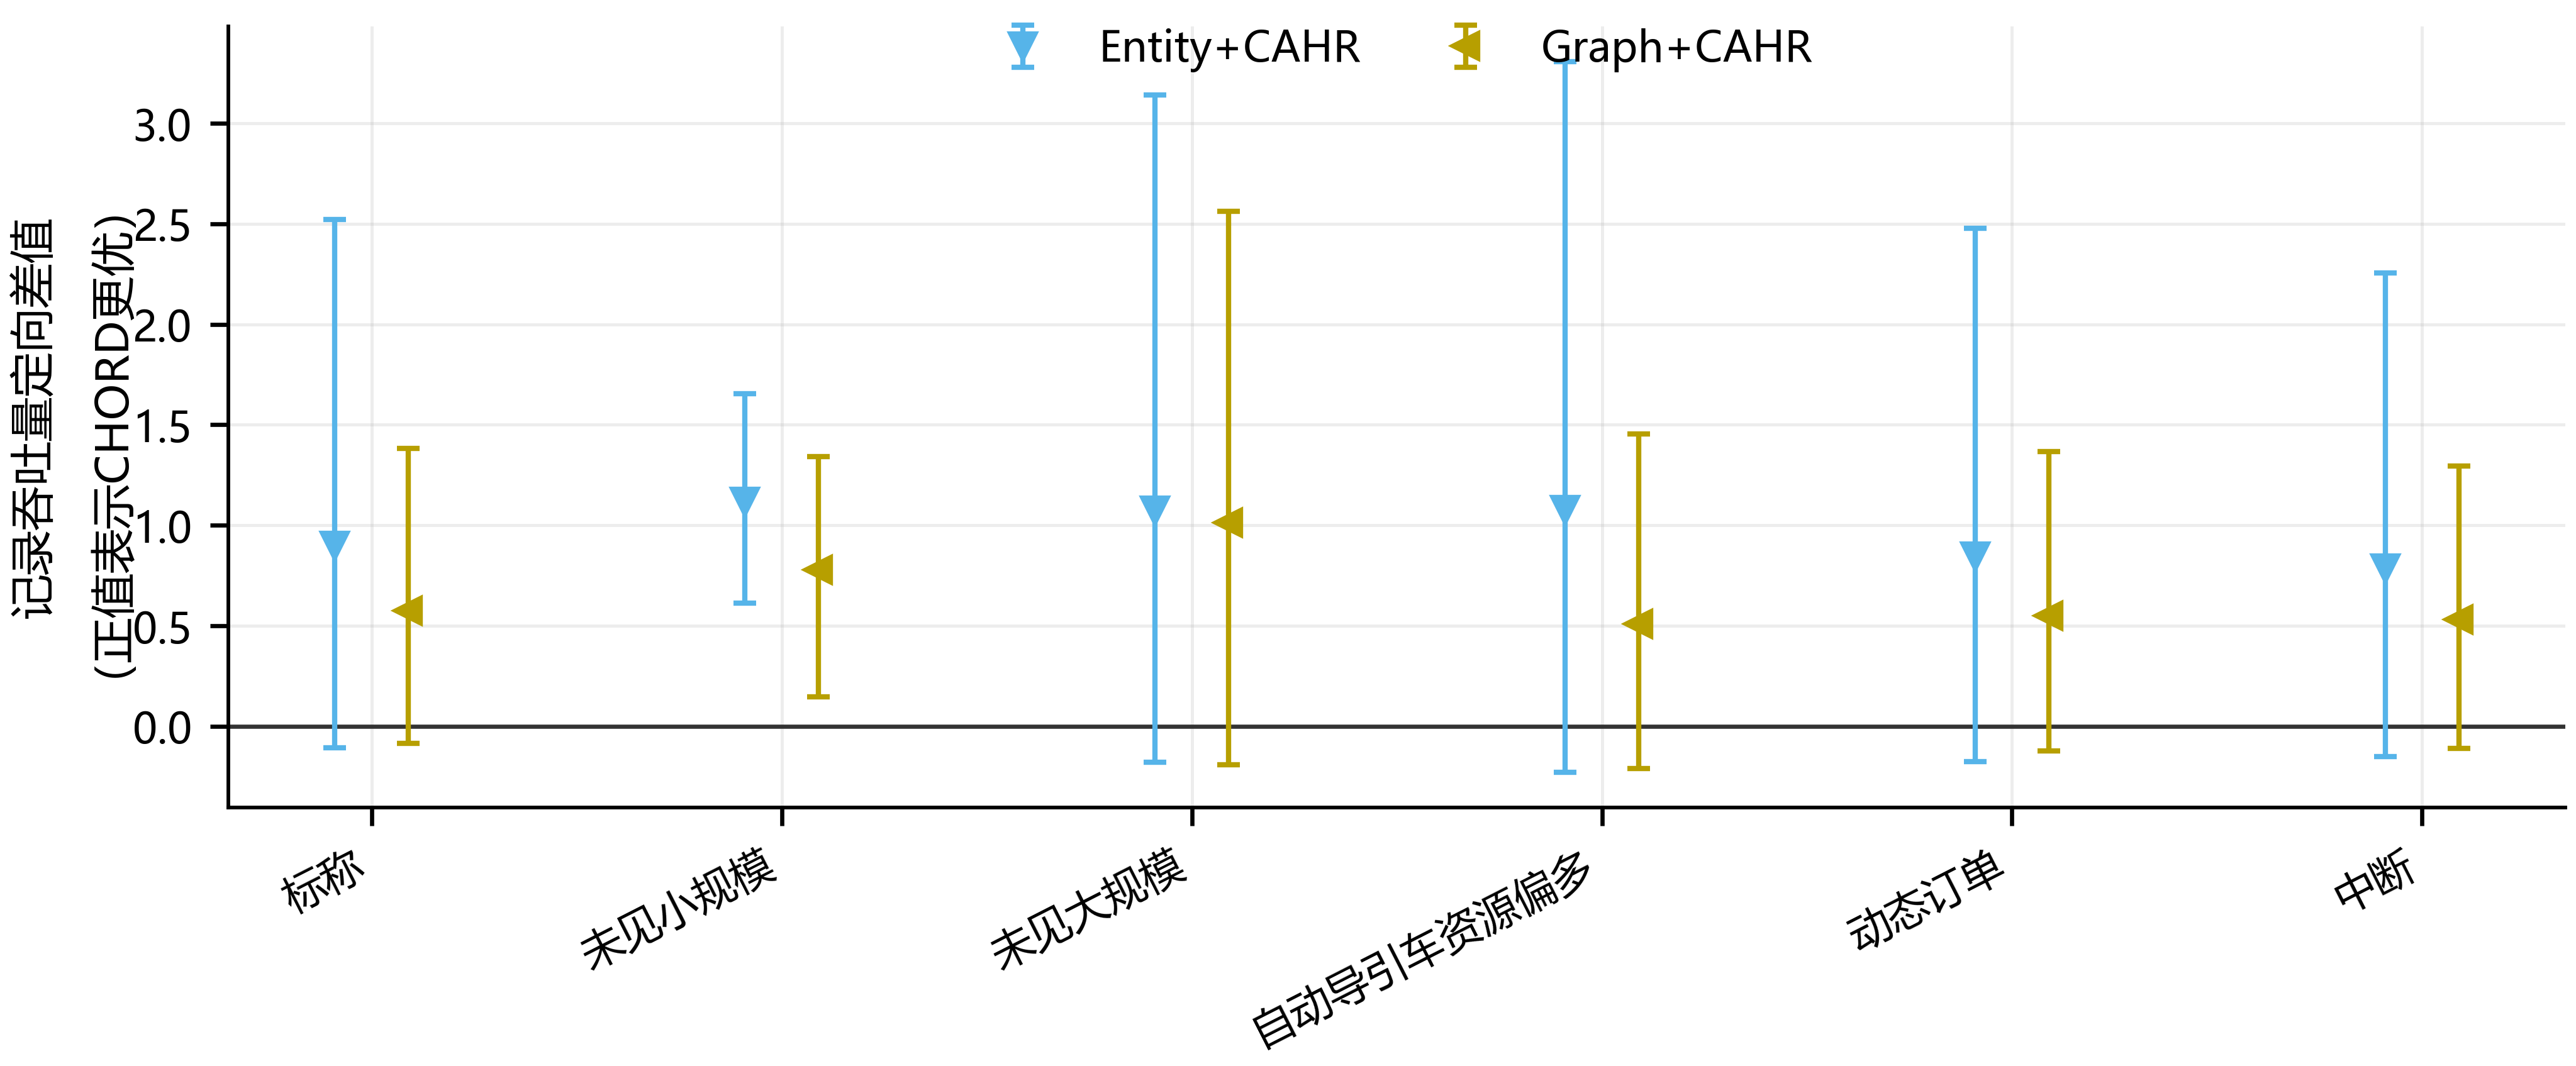 Entity+CAHR
Graph+CAHR
记录吞吐量定向差值
(正值表示CHORD更优)
3.0
2.5
2.0
1.5
1.0
0.5
0.0
标称
未见小规模
未见大规模
自动导引车资源偏多
动态订单
中断